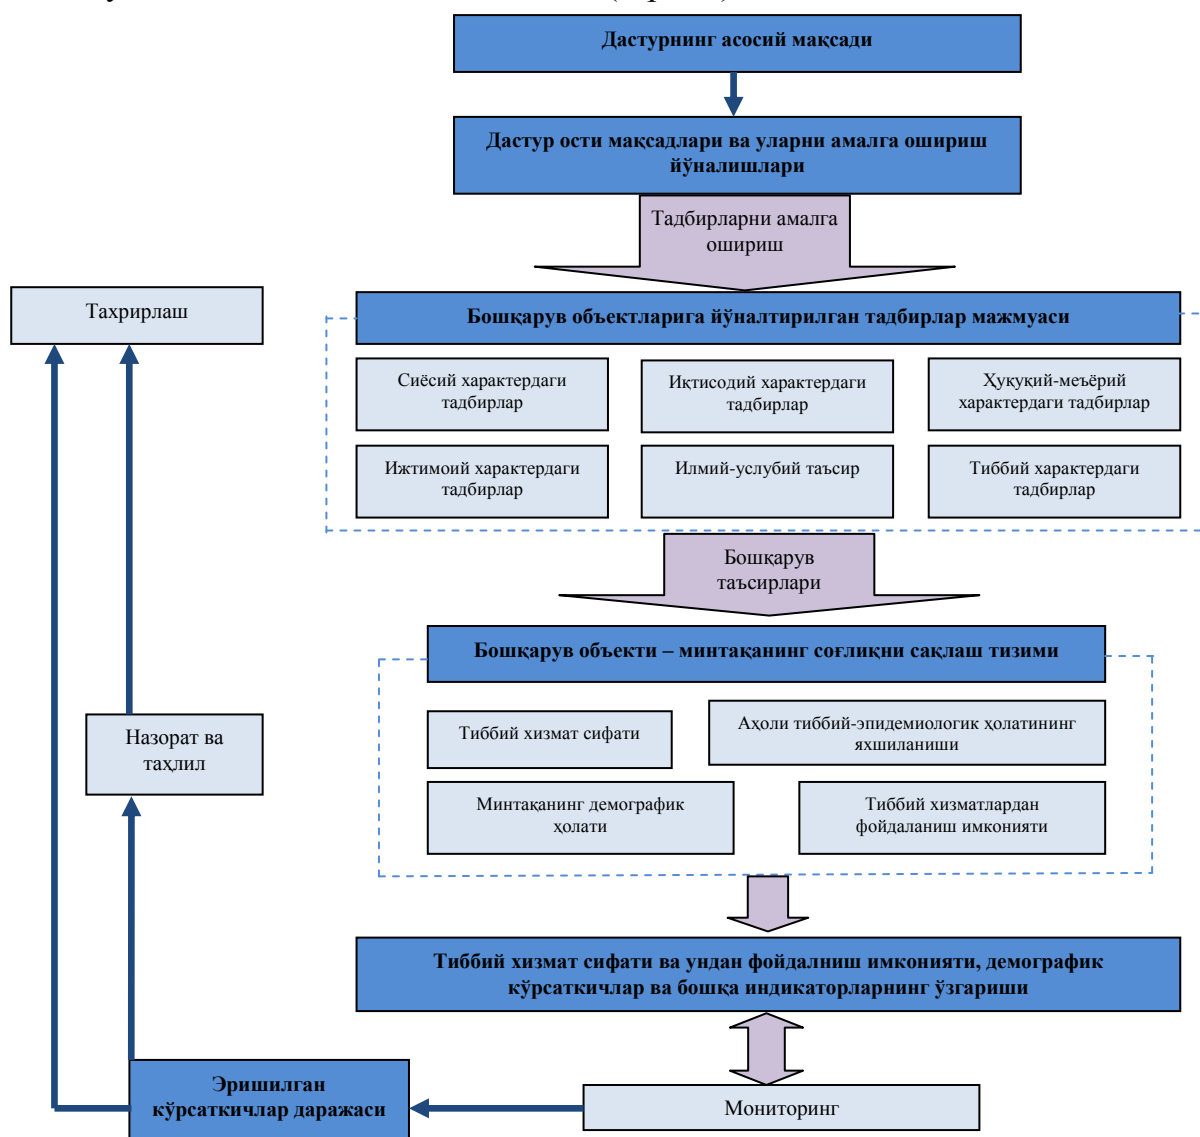 Дастурнинг асосий мақсади
Дастур ости мақсадлари ва уларни амалга ошириш
йўналишлари
Тадбирларни амалга
ошириш
Тахрирлаш
Бошқарув объектларига йўналтирилган тадбирлар мажмуаси
Сиёсий характердаги
тадбирлар
Иқтисодий характердаги
тадбирлар
Ҳуқуқий-меъёрий
характердаги тадбирлар
Ижтимоий характердаги
тадбирлар
Илмий-услубий таъсир
Тиббий характердаги
тадбирлар
Бошқарув
таъсирлари
Бошқарув объекти – минтақанинг соғлиқни сақлаш тизими
Тиббий хизмат сифати
Аҳоли тиббий-эпидемиологик ҳолатининг
яхшиланиши
Назорат ва
таҳлил
Минтақанинг демографик
ҳолати
Тиббий хизматлардан
фойдаланиш имконияти
Тиббий хизмат сифати ва ундан фойдалниш имконияти, демографик
кўрсаткичлар ва бошқа индикаторларнинг ўзгариши
Эришилган
кўрсаткичлар даражаси
Мониторинг